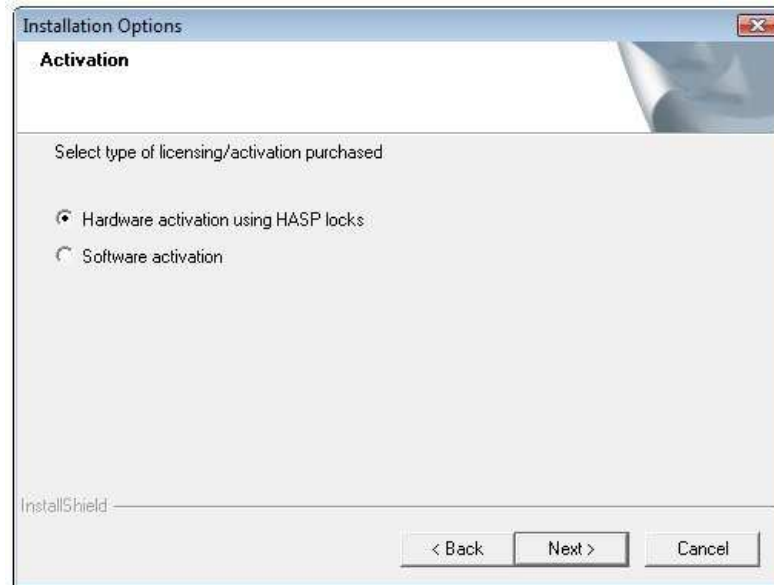 Installation Options
Activation
Select type of licensing/activation purchased
Hardware activation using HASP locks
Software activation
InstallShield
< Back
Next >
Cancel